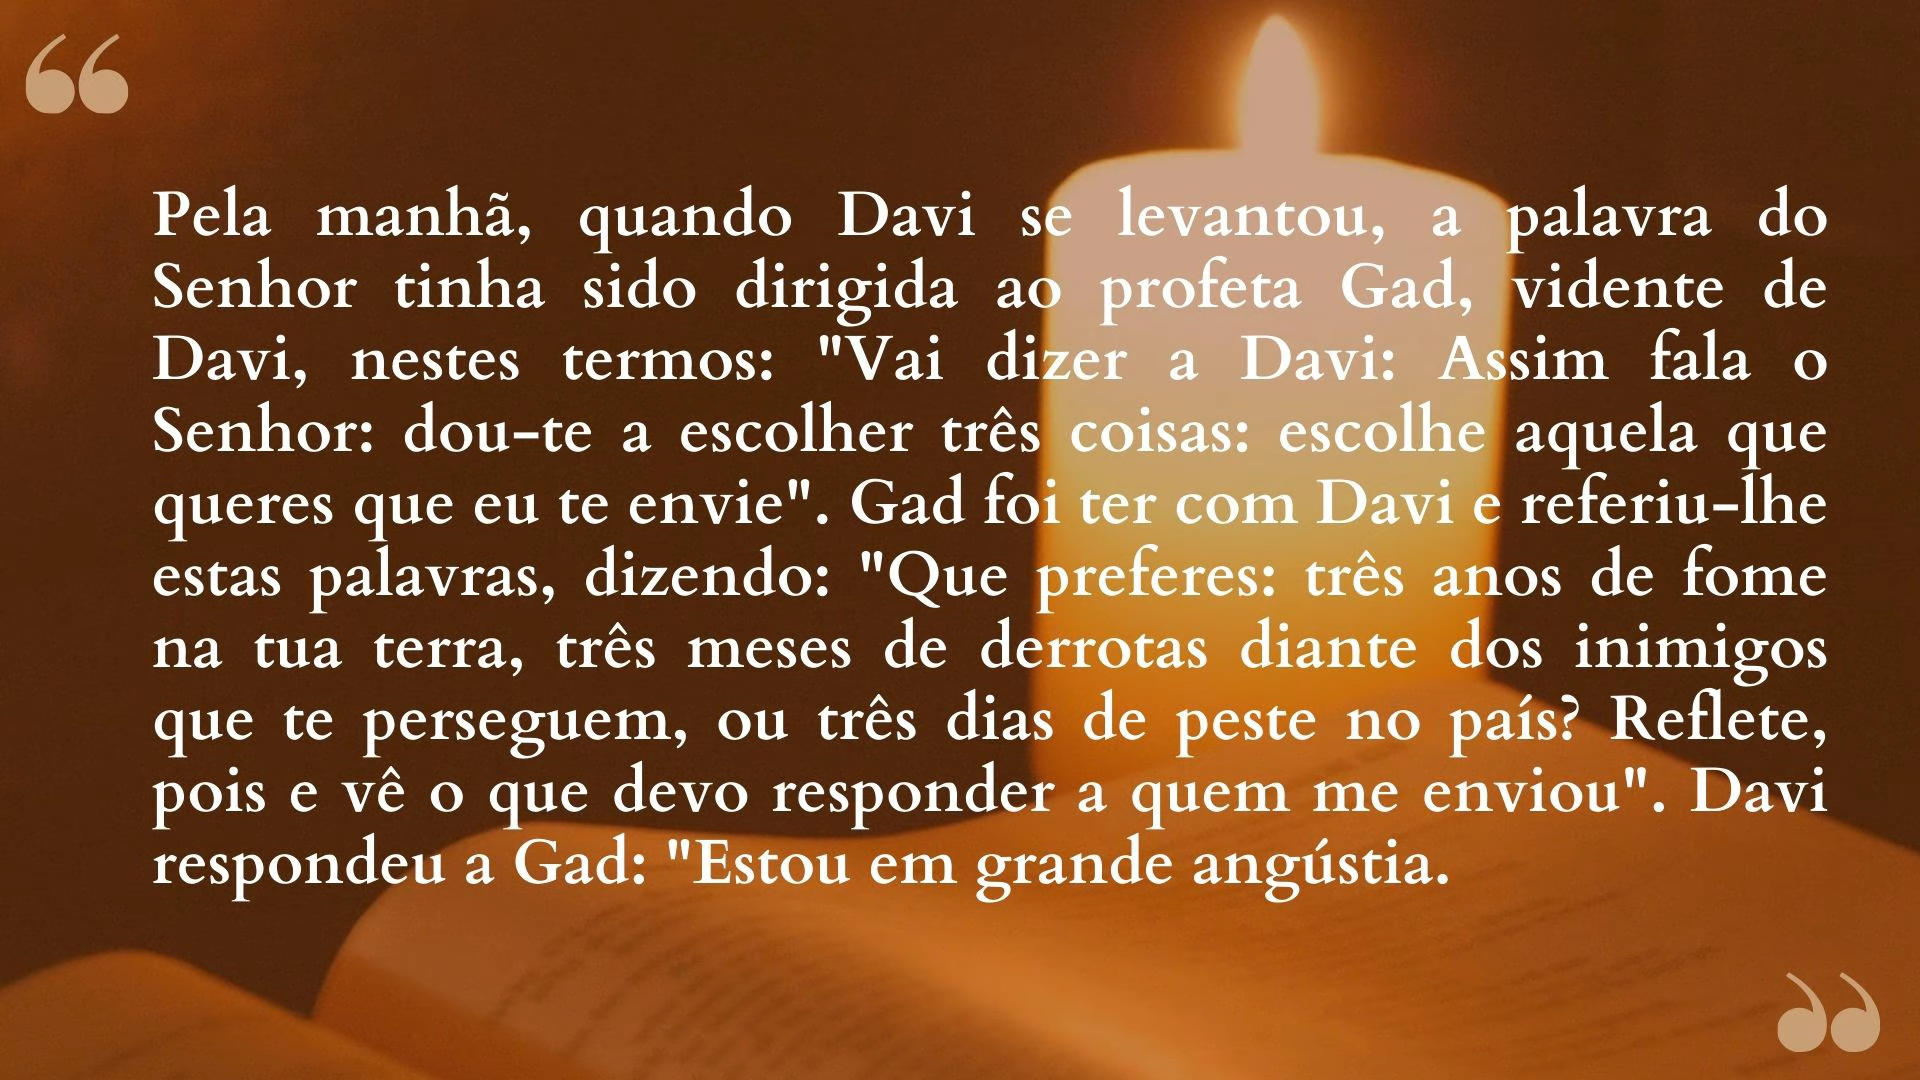 Pela manhã, quando Davi se levantou, a palavra do
Senhor tinha sido dirigida ao profeta Gad, vidente de
Davi, nestes termos: "Vai dizer a Davi: Assim fala o
Senhor: dou-te a escolher três coisas: escolhe aquela que
queres que eu te envie". Gad foi ter com Davi e referiu-lhe
estas palavras, dizendo: "Que preferes: três anos de fome
na tua terra, três meses de derrotas diante dos inimigos
que te perseguem, ou três dias de peste no país? Reflete,
pois e vê o que devo responder a quem me enviou". Davi
respondeu a Gad: "Estou em grande angústia.